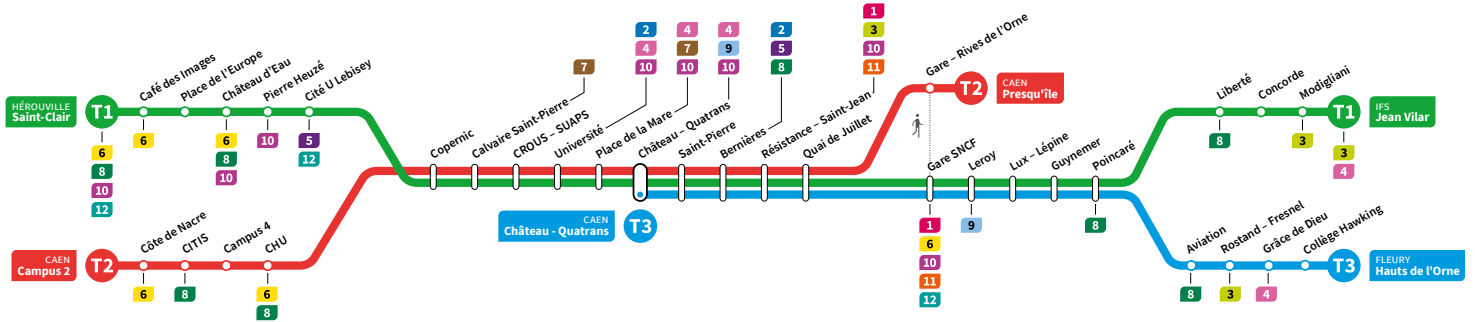 HÉROUVILLE
Saint-Clair
T1
6
8
10
12
Café des Images
6
Place de l'Europe
Château d'Eau
6
8
10
Pierre Heuzé
10
Cité U Lebisey
5
12
CAEN
Campus 2
T2
Côte de Nacre
6
CITIS
8
Campus 4
CHU
6
8
Copernic
Calvaire Saint-Pierre
7
CROUS – SUAPS
Université
2
4
10
Place de la Mare
4
7
10
Château – Quatrans
4
9
10
Saint-Pierre
Bernières
2
5
8
Résistance – Saint-Jean
1
3
10
11
Quai de Juillet
CAEN
Château - Quatrans
T3
Gare – Rives de l'Orne
T2
CAEN
Presqu'île
Gare SNCF
1
6
10
11
12
Leroy
9
Lux – Lépine
Guynemer
Poincaré
8
Liberté
8
Concorde
Modigliani
3
T1
3
4
IFS
Jean Vilar
Aviation
8
Rostand – Fresnel
3
Grâce de Dieu
4
Collège Hawking
T3
FLEURY
Hauts de l'Orne